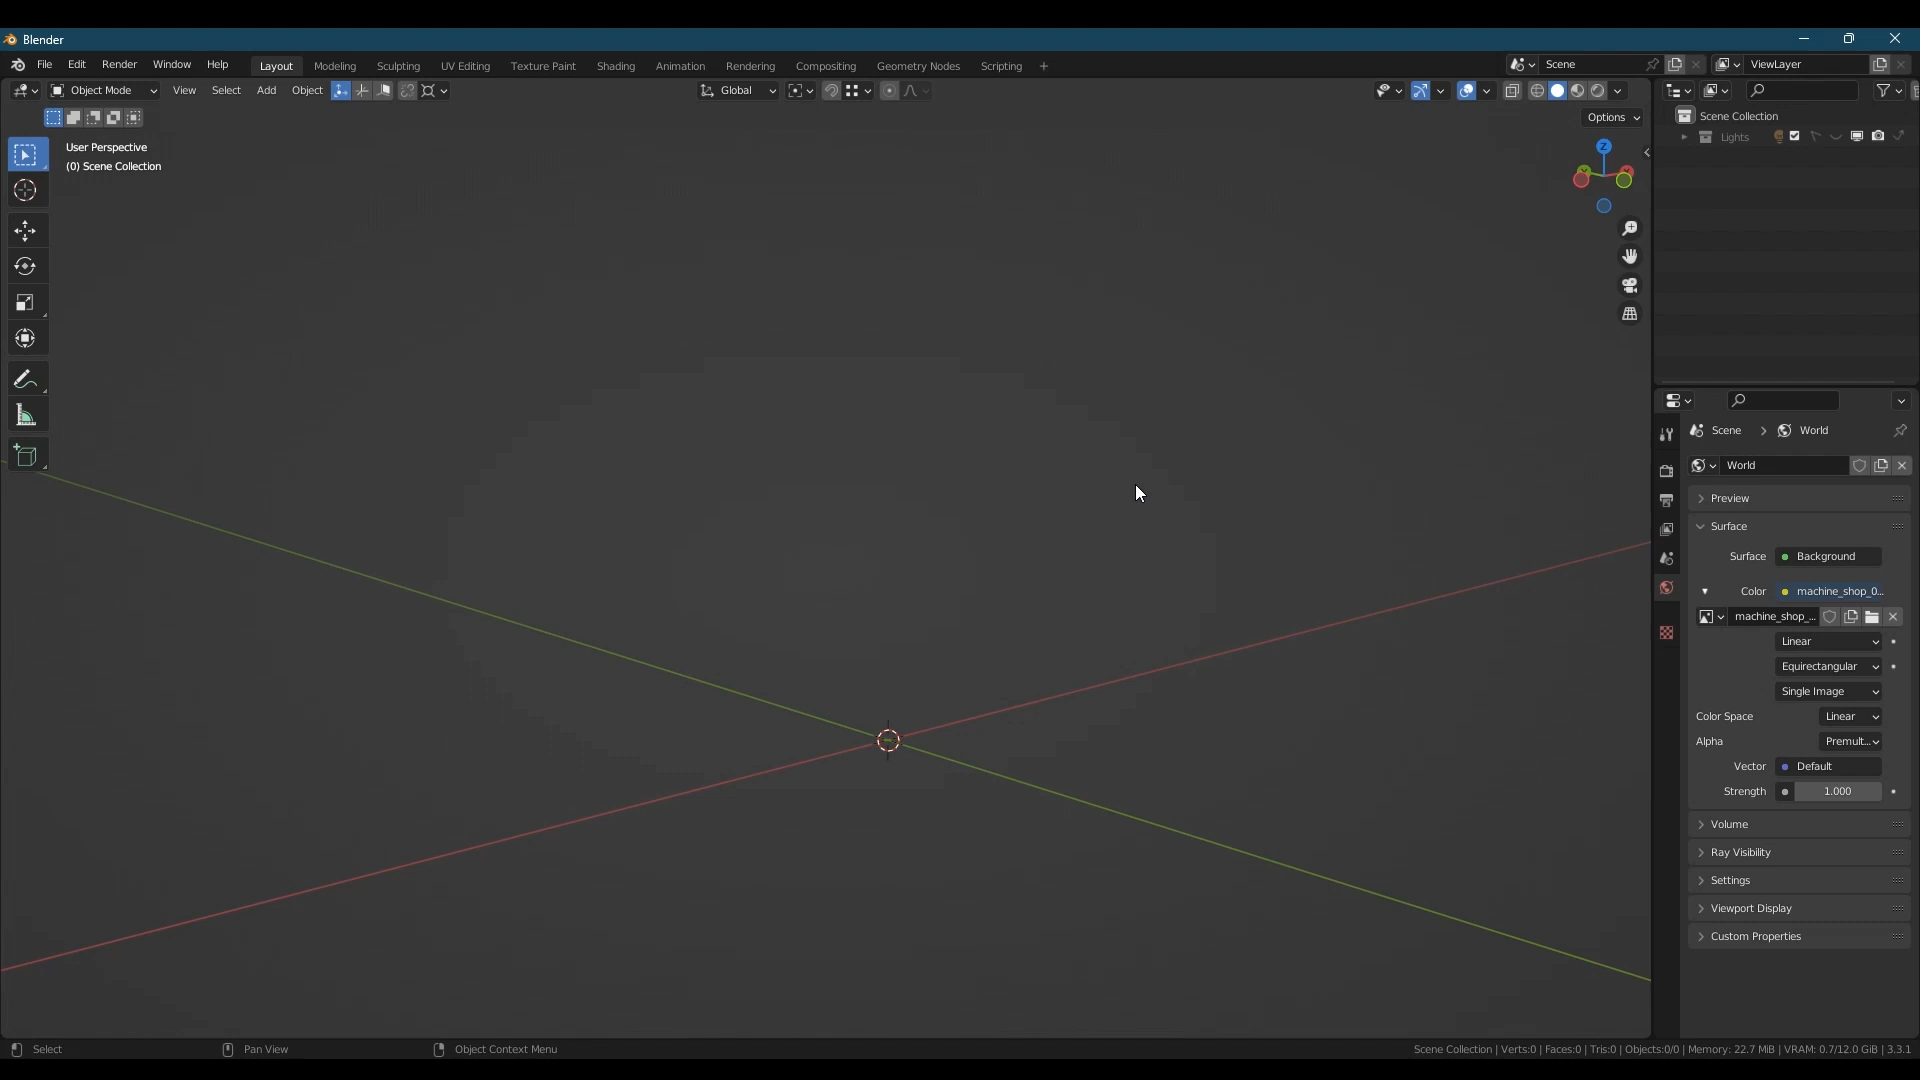 Blender
File Edit Render Window Help Layout Modeling Sculpting UV Editing Texture Paint Shading Animation Rendering Compositing Geometry Nodes Scripting + Scene ViewLayer
Object Mode View Select Add Object Global
Options
User Perspective
(0) Scene Collection
Z
Scene Collection
Lights
Scene > World
World
Preview
Surface
Surface Background
Color machine_shop_0...
machine_shop_...
Linear
Equirectangular
Single Image
Color Space Linear
Alpha Premult...
Vector Default
Strength 1.000
Volume
Ray Visibility
Settings
Viewport Display
Custom Properties
Select Pan View Object Context Menu Scene Collection | Verts:0 | Faces:0 | Tris:0 | Objects:0/0 | Memory: 22.7 MiB | VRAM: 0.7/12.0 GiB | 3.3.1